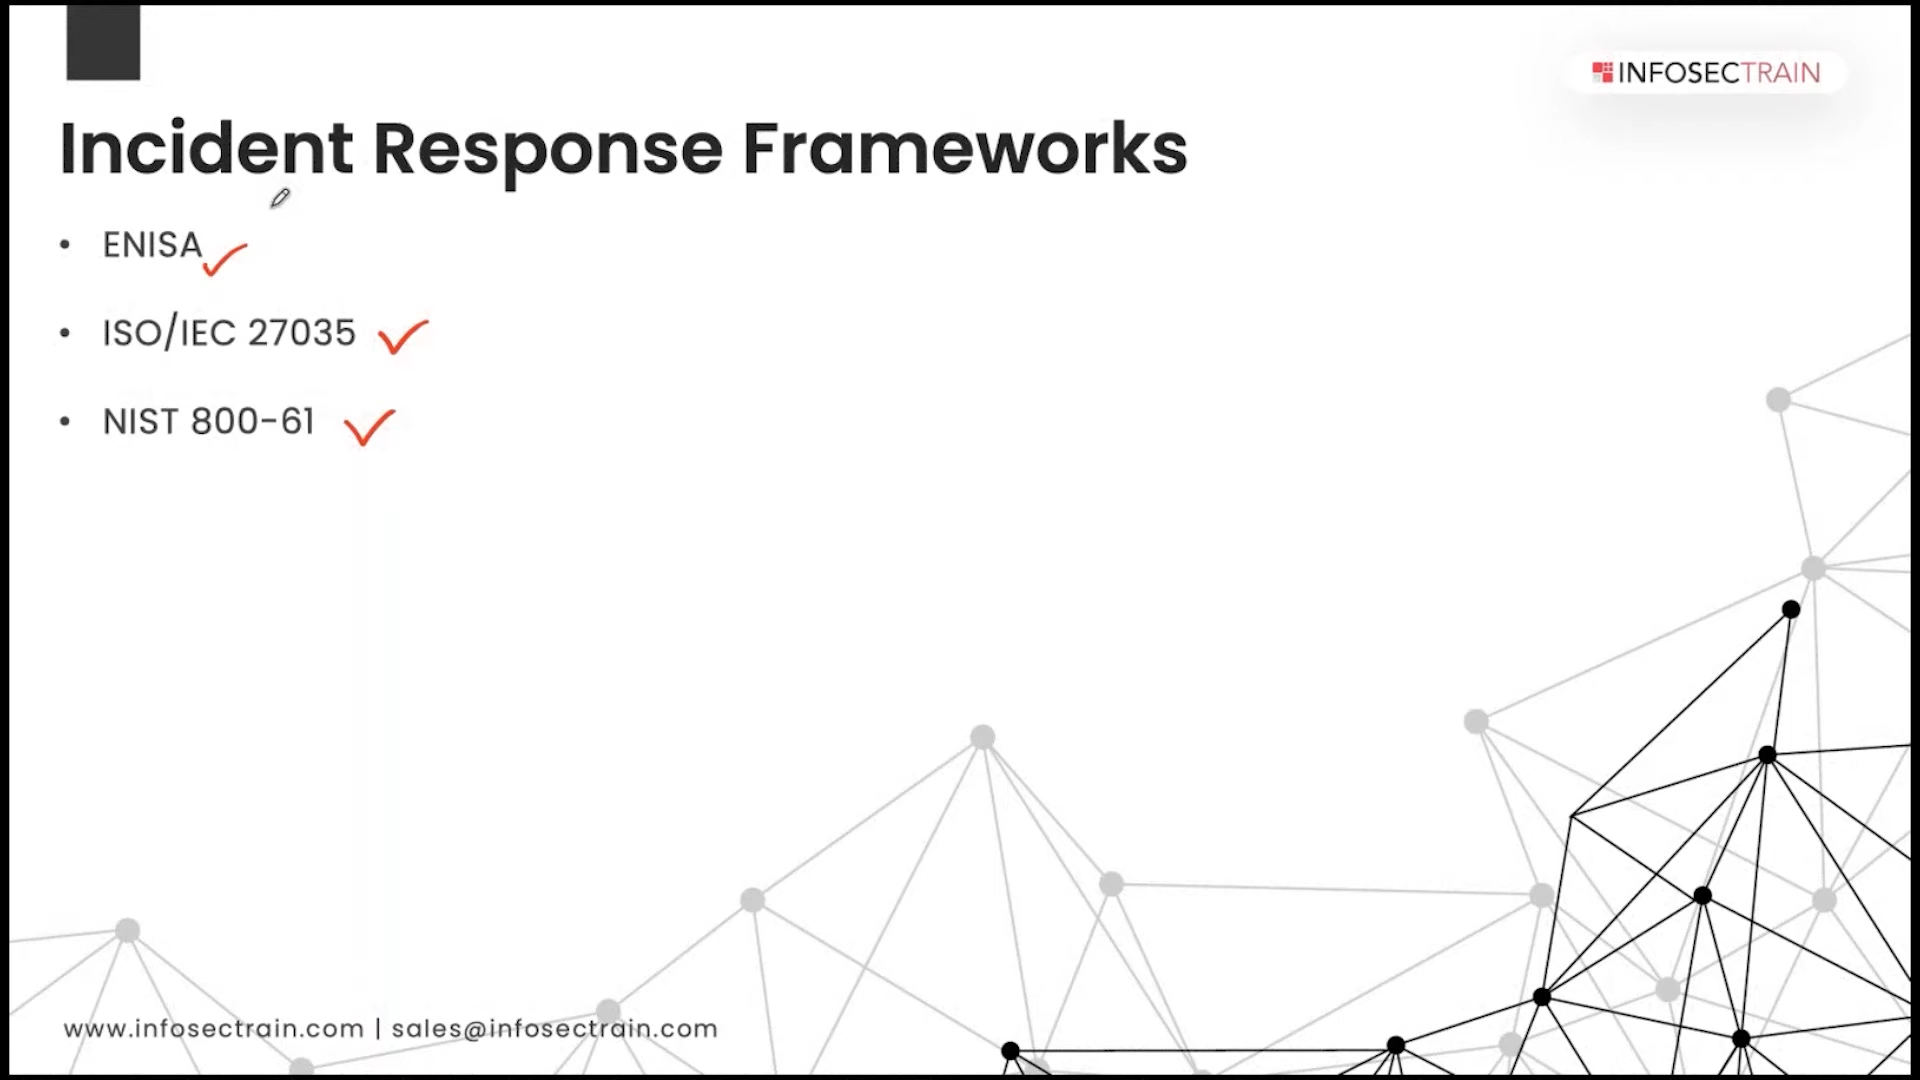 INFOSECTRAIN
Incident Response Frameworks
• ENISA
• ISO/IEC 27035
• NIST 800-61
www.infosectrain.com | sales@infosectrain.com